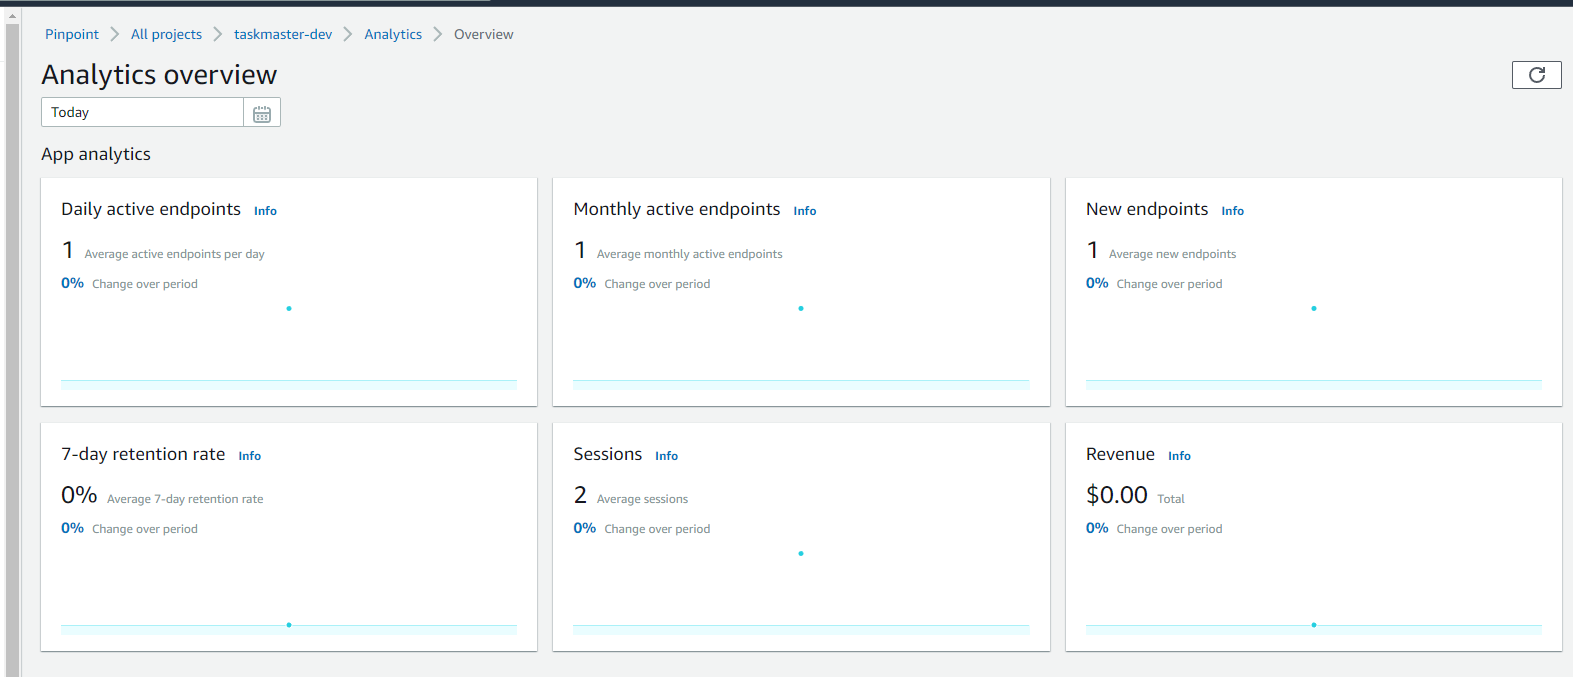 Pinpoint All projects taskmaster-dev Analytics Overview
Analytics overview
Today
App analytics
Daily active endpoints Info
1 Average active endpoints per day
0% Change over period
Monthly active endpoints Info
1 Average monthly active endpoints
0% Change over period
New endpoints Info
1 Average new endpoints
0% Change over period
7-day retention rate Info
0% Average 7-day retention rate
0% Change over period
Sessions Info
2 Average sessions
0% Change over period
Revenue Info
$0.00 Total
0% Change over period